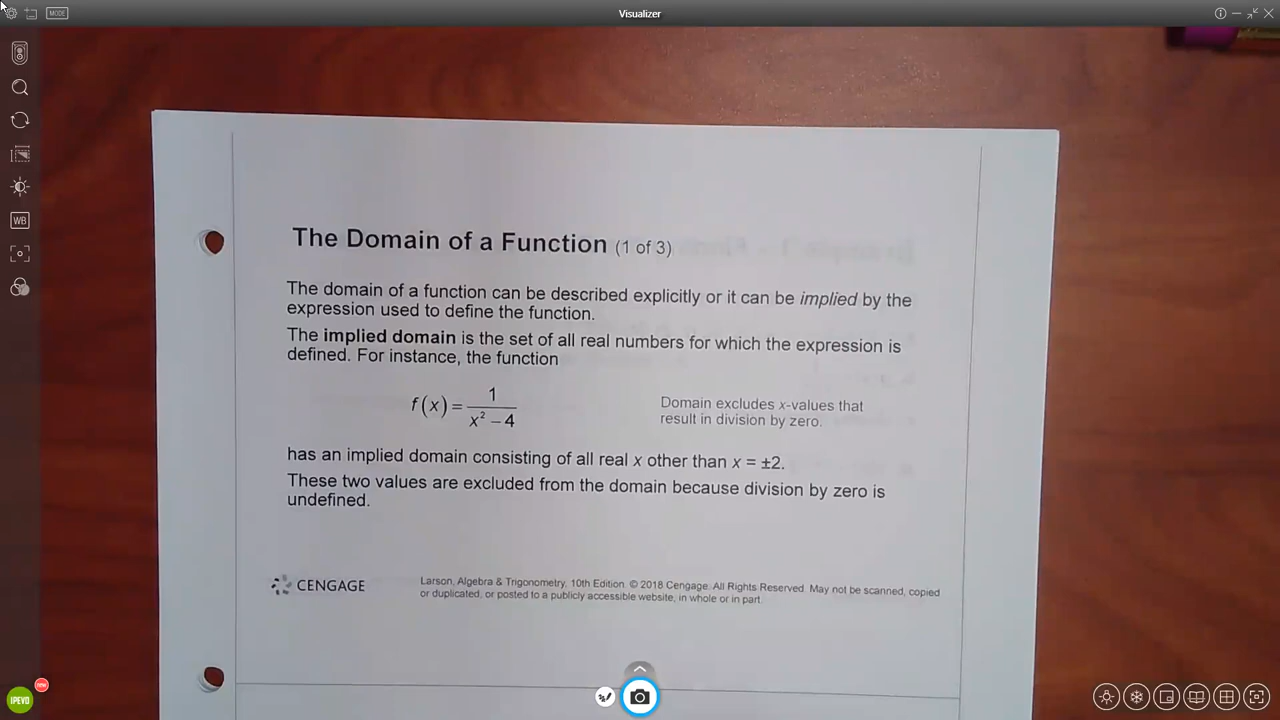 MODE
Visualizer
WB
The Domain of a Function (1 of 3)
The domain of a function can be described explicitly or it can be implied by the
expression used to define the function.
The implied domain is the set of all real numbers for which the expression is
defined. For instance, the function
f(x) = 1 / (x² − 4)
Domain excludes x-values that
result in division by zero.
has an implied domain consisting of all real x other than x = ±2.
These two values are excluded from the domain because division by zero is
undefined.
CENGAGE
Larson, Algebra & Trigonometry, 10th Edition. © 2018 Cengage. All Rights Reserved. May not be scanned, copied
or duplicated, or posted to a publicly accessible website, in whole or in part.
IPEVO
new